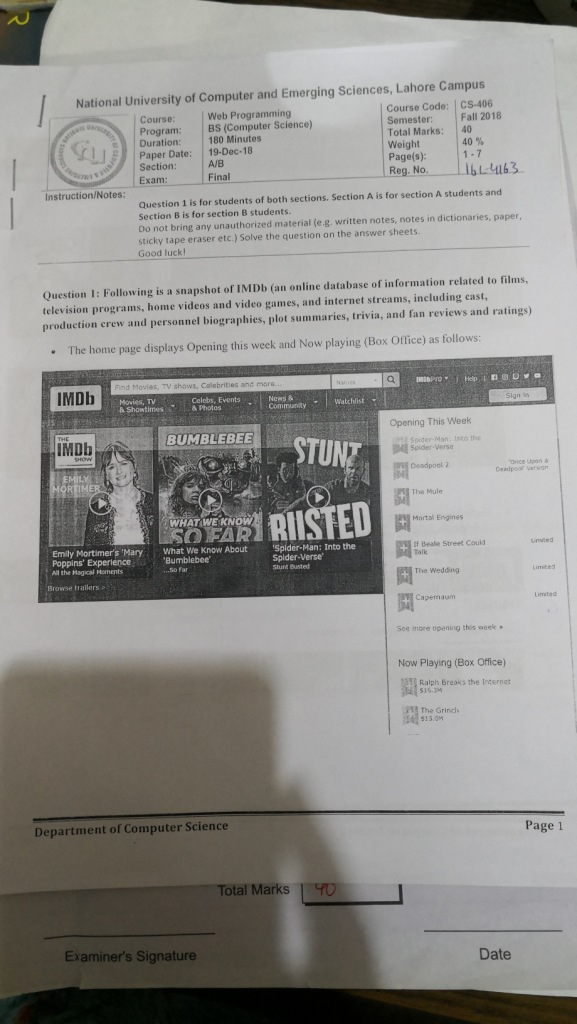 National University of Computer and Emerging Sciences, Lahore Campus
Course: Web Programming Course Code: CS-406
Program: BS (Computer Science) Semester: Fall 2018
Duration: 180 Minutes Total Marks: 40
Paper Date: 19-Dec-18 Weight 40 %
Section: A/B Page(s): 1-7
Exam: Final Reg. No. 16L-4163
Instruction/Notes:
Question 1 is for students of both sections. Section A is for section A students and
Section B is for section B students.
Do not bring any unauthorized material (e.g. written notes, notes in dictionaries, paper,
sticky tape eraser etc.) Solve the question on the answer sheets.
Good luck!
Question 1: Following is a snapshot of IMDb (an online database of information related to films,
television programs, home videos and video games, and internet streams, including cast,
production crew and personnel biographies, plot summaries, trivia, and fan reviews and ratings)
• The home page displays Opening this week and Now playing (Box Office) as follows:
IMDb
Find Movies, TV shows, Celebrities and more...
IMDbPro Help
Movies, TV & Showtimes
Celebs, Events & Photos
News & Community
Watchlist
Sign in
THE
IMDb
SHOW
EMILY
MORTIMER
BUMBLEBEE
WHAT WE KNOW
SO FAR
STUNT
BUSTED
Emily Mortimer's 'Mary
Poppins' Experience
All the Magical Moments
What We Know About
'Bumblebee'
...So Far
'Spider-Man: Into the
Spider-Verse'
Stunt Busted
Browse trailers »
Opening This Week
Spider-Man: Into the
Spider-Verse
Deadpool 2 "Once Upon a
Deadpool" version
The Mule
Mortal Engines
If Beale Street Could Limited
Talk
The Wedding Limited
Capernaum Limited
See more opening this week »
Now Playing (Box Office)
Ralph Breaks the Internet
The Grinch
Department of Computer Science Page 1
Total Marks 40
Examiner's Signature Date